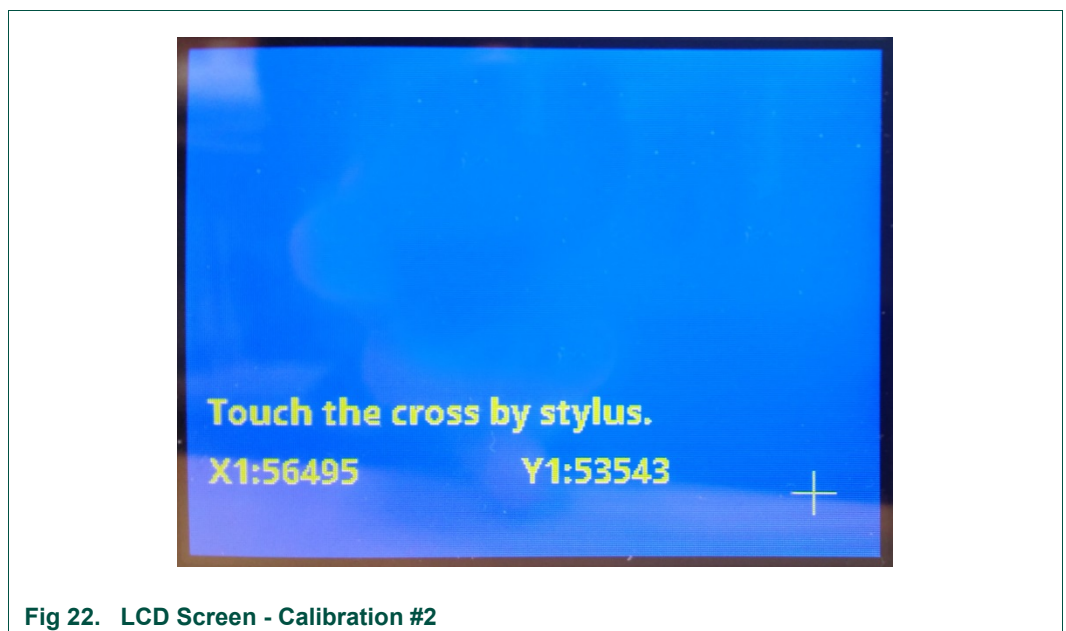 Touch the cross by stylus.
X1:56495 Y1:53543
Fig 22. LCD Screen - Calibration #2